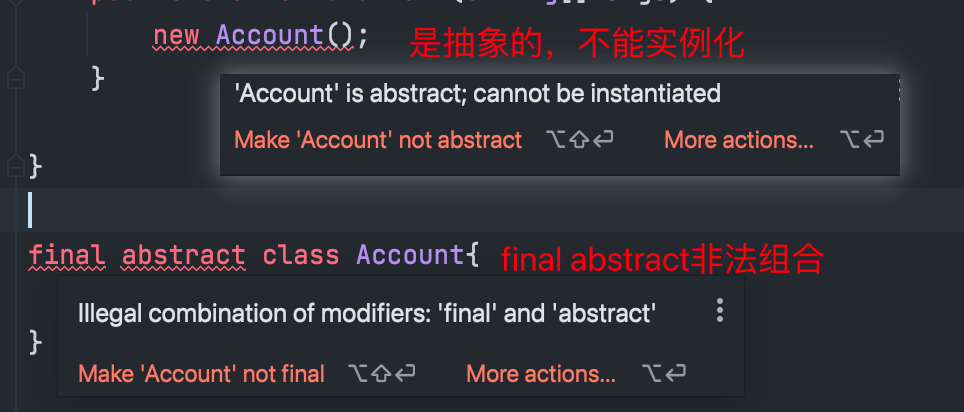 new Account(); 是抽象的，不能实例化
}
'Account' is abstract; cannot be instantiated
Make 'Account' not abstract ⌥⇧⏎ More actions... ⌥⏎
}
final abstract class Account{ final abstract非法组合
Illegal combination of modifiers: 'final' and 'abstract'
}
Make 'Account' not final ⌥⇧⏎ More actions... ⌥⏎